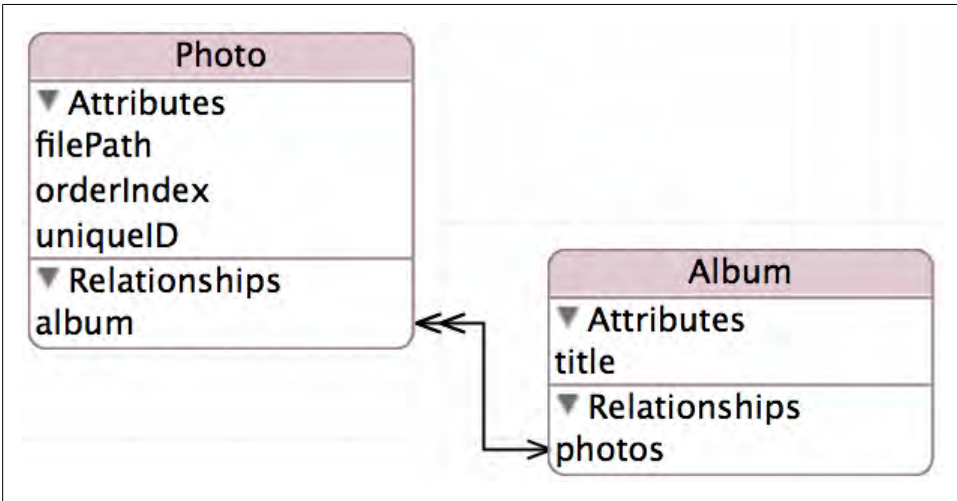 Photo
Attributes
filePath
orderIndex
uniqueID
Relationships
album
Album
Attributes
title
Relationships
photos